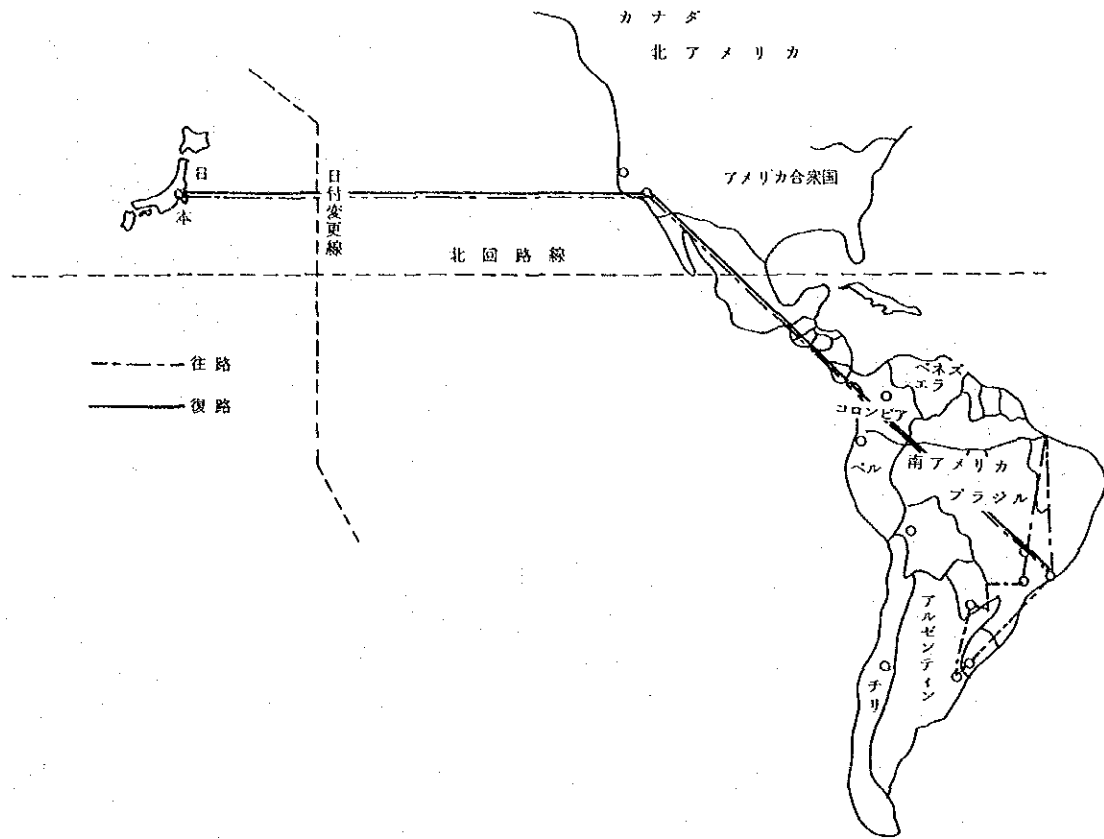 カナダ
北アメリカ
アメリカ合衆国
日本
日付変更線
北回路線
往路
復路
ベネズエラ
コロンビア
ペル
南アメリカ
ブラジル
アルゼンティン
チリ